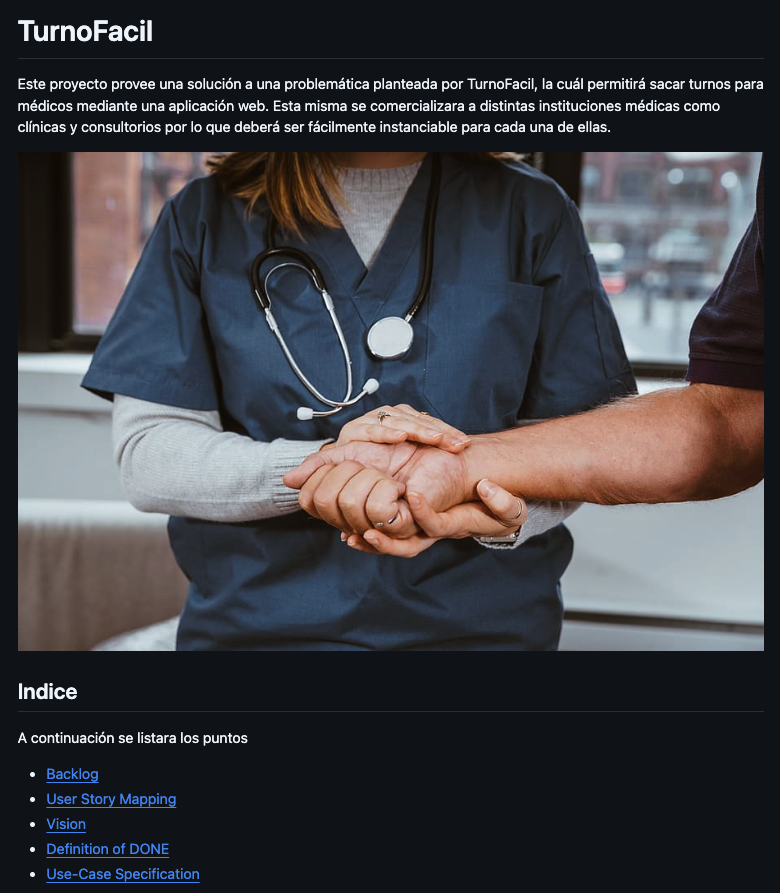 TurnoFacil
Este proyecto provee una solución a una problemática planteada por TurnoFacil, la cuál permitirá sacar turnos para
médicos mediante una aplicación web. Esta misma se comercializara a distintas instituciones médicas como
clínicas y consultorios por lo que deberá ser fácilmente instanciable para cada una de ellas.
Indice
A continuación se listara los puntos
Backlog
User Story Mapping
Vision
Definition of DONE
Use-Case Specification